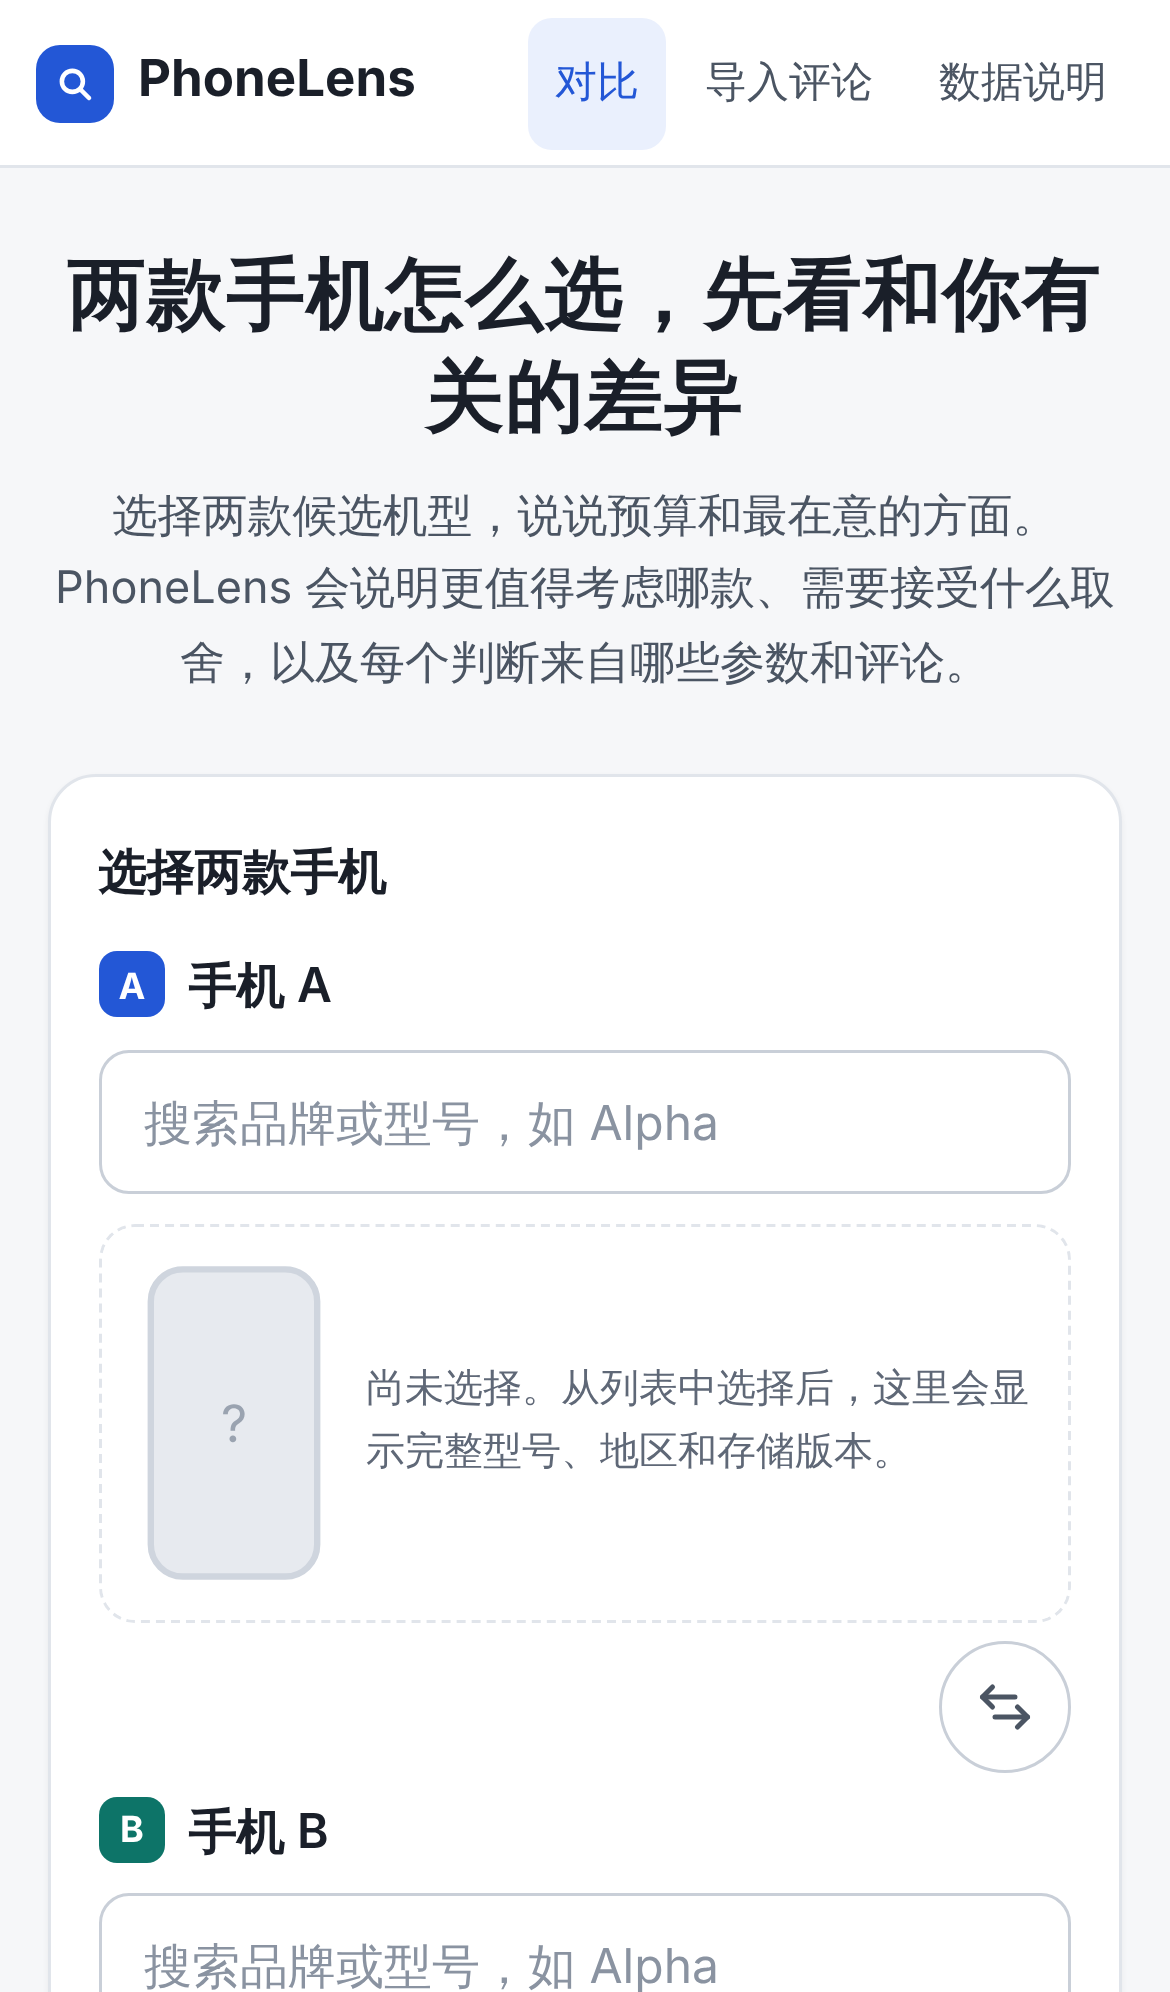 PhoneLens
对比
导入评论
数据说明
两款手机怎么选，先看和你有
关的差异
选择两款候选机型，说说预算和最在意的方面。
PhoneLens 会说明更值得考虑哪款、需要接受什么取
舍，以及每个判断来自哪些参数和评论。
选择两款手机
A 手机 A
搜索品牌或型号，如 Alpha
?
尚未选择。从列表中选择后，这里会显
示完整型号、地区和存储版本。
B 手机 B
搜索品牌或型号，如 Alpha